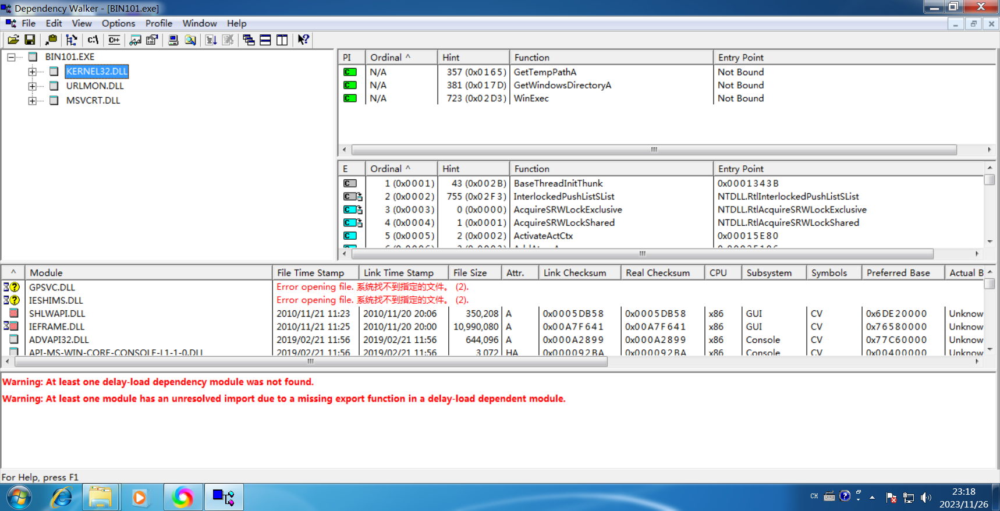 Dependency Walker - [BIN101.exe]
File Edit View Options Profile Window Help
c:\ C++
BIN101.EXE
KERNEL32.DLL
URLMON.DLL
MSVCRT.DLL
PI Ordinal ^ Hint Function Entry Point
C N/A 357 (0x0165) GetTempPathA Not Bound
C N/A 381 (0x017D) GetWindowsDirectoryA Not Bound
C N/A 723 (0x02D3) WinExec Not Bound
E Ordinal ^ Hint Function Entry Point
C 1 (0x0001) 43 (0x002B) BaseThreadInitThunk 0x0001343B
C 2 (0x0002) 755 (0x02F3) InterlockedPushListSList NTDLL.RtlInterlockedPushListSList
C 3 (0x0003) 0 (0x0000) AcquireSRWLockExclusive NTDLL.RtlAcquireSRWLockExclusive
C 4 (0x0004) 1 (0x0001) AcquireSRWLockShared NTDLL.RtlAcquireSRWLockShared
C 5 (0x0005) 2 (0x0002) ActivateActCtx 0x00015E80
^ Module File Time Stamp Link Time Stamp File Size Attr. Link Checksum Real Checksum CPU Subsystem Symbols Preferred Base Actual B
GPSVC.DLL Error opening file. 系统找不到指定的文件。 (2).
IESHIMS.DLL Error opening file. 系统找不到指定的文件。 (2).
SHLWAPI.DLL 2010/11/21 11:23 2010/11/20 20:06 350,208 A 0x0005DB58 0x0005DB58 x86 GUI CV 0x6DE20000 Unknow
IEFRAME.DLL 2010/11/21 11:25 2010/11/20 20:00 10,990,080 A 0x00A7F641 0x00A7F641 x86 GUI CV 0x76580000 Unknow
ADVAPI32.DLL 2019/02/21 11:56 2019/02/21 11:56 644,096 A 0x000A2899 0x000A2899 x86 Console CV 0x77C60000 Unknow
API-MS-WIN-CORE-CONSOLE-L1-1-0.DLL 2019/02/21 11:56 2019/02/21 11:56 3,072 HA 0x000092BA 0x000092BA x86 Console CV 0x00400000 Unknow
Warning: At least one delay-load dependency module was not found.
Warning: At least one module has an unresolved import due to a missing export function in a delay-load dependent module.
For Help, press F1
CH
23:18
2023/11/26